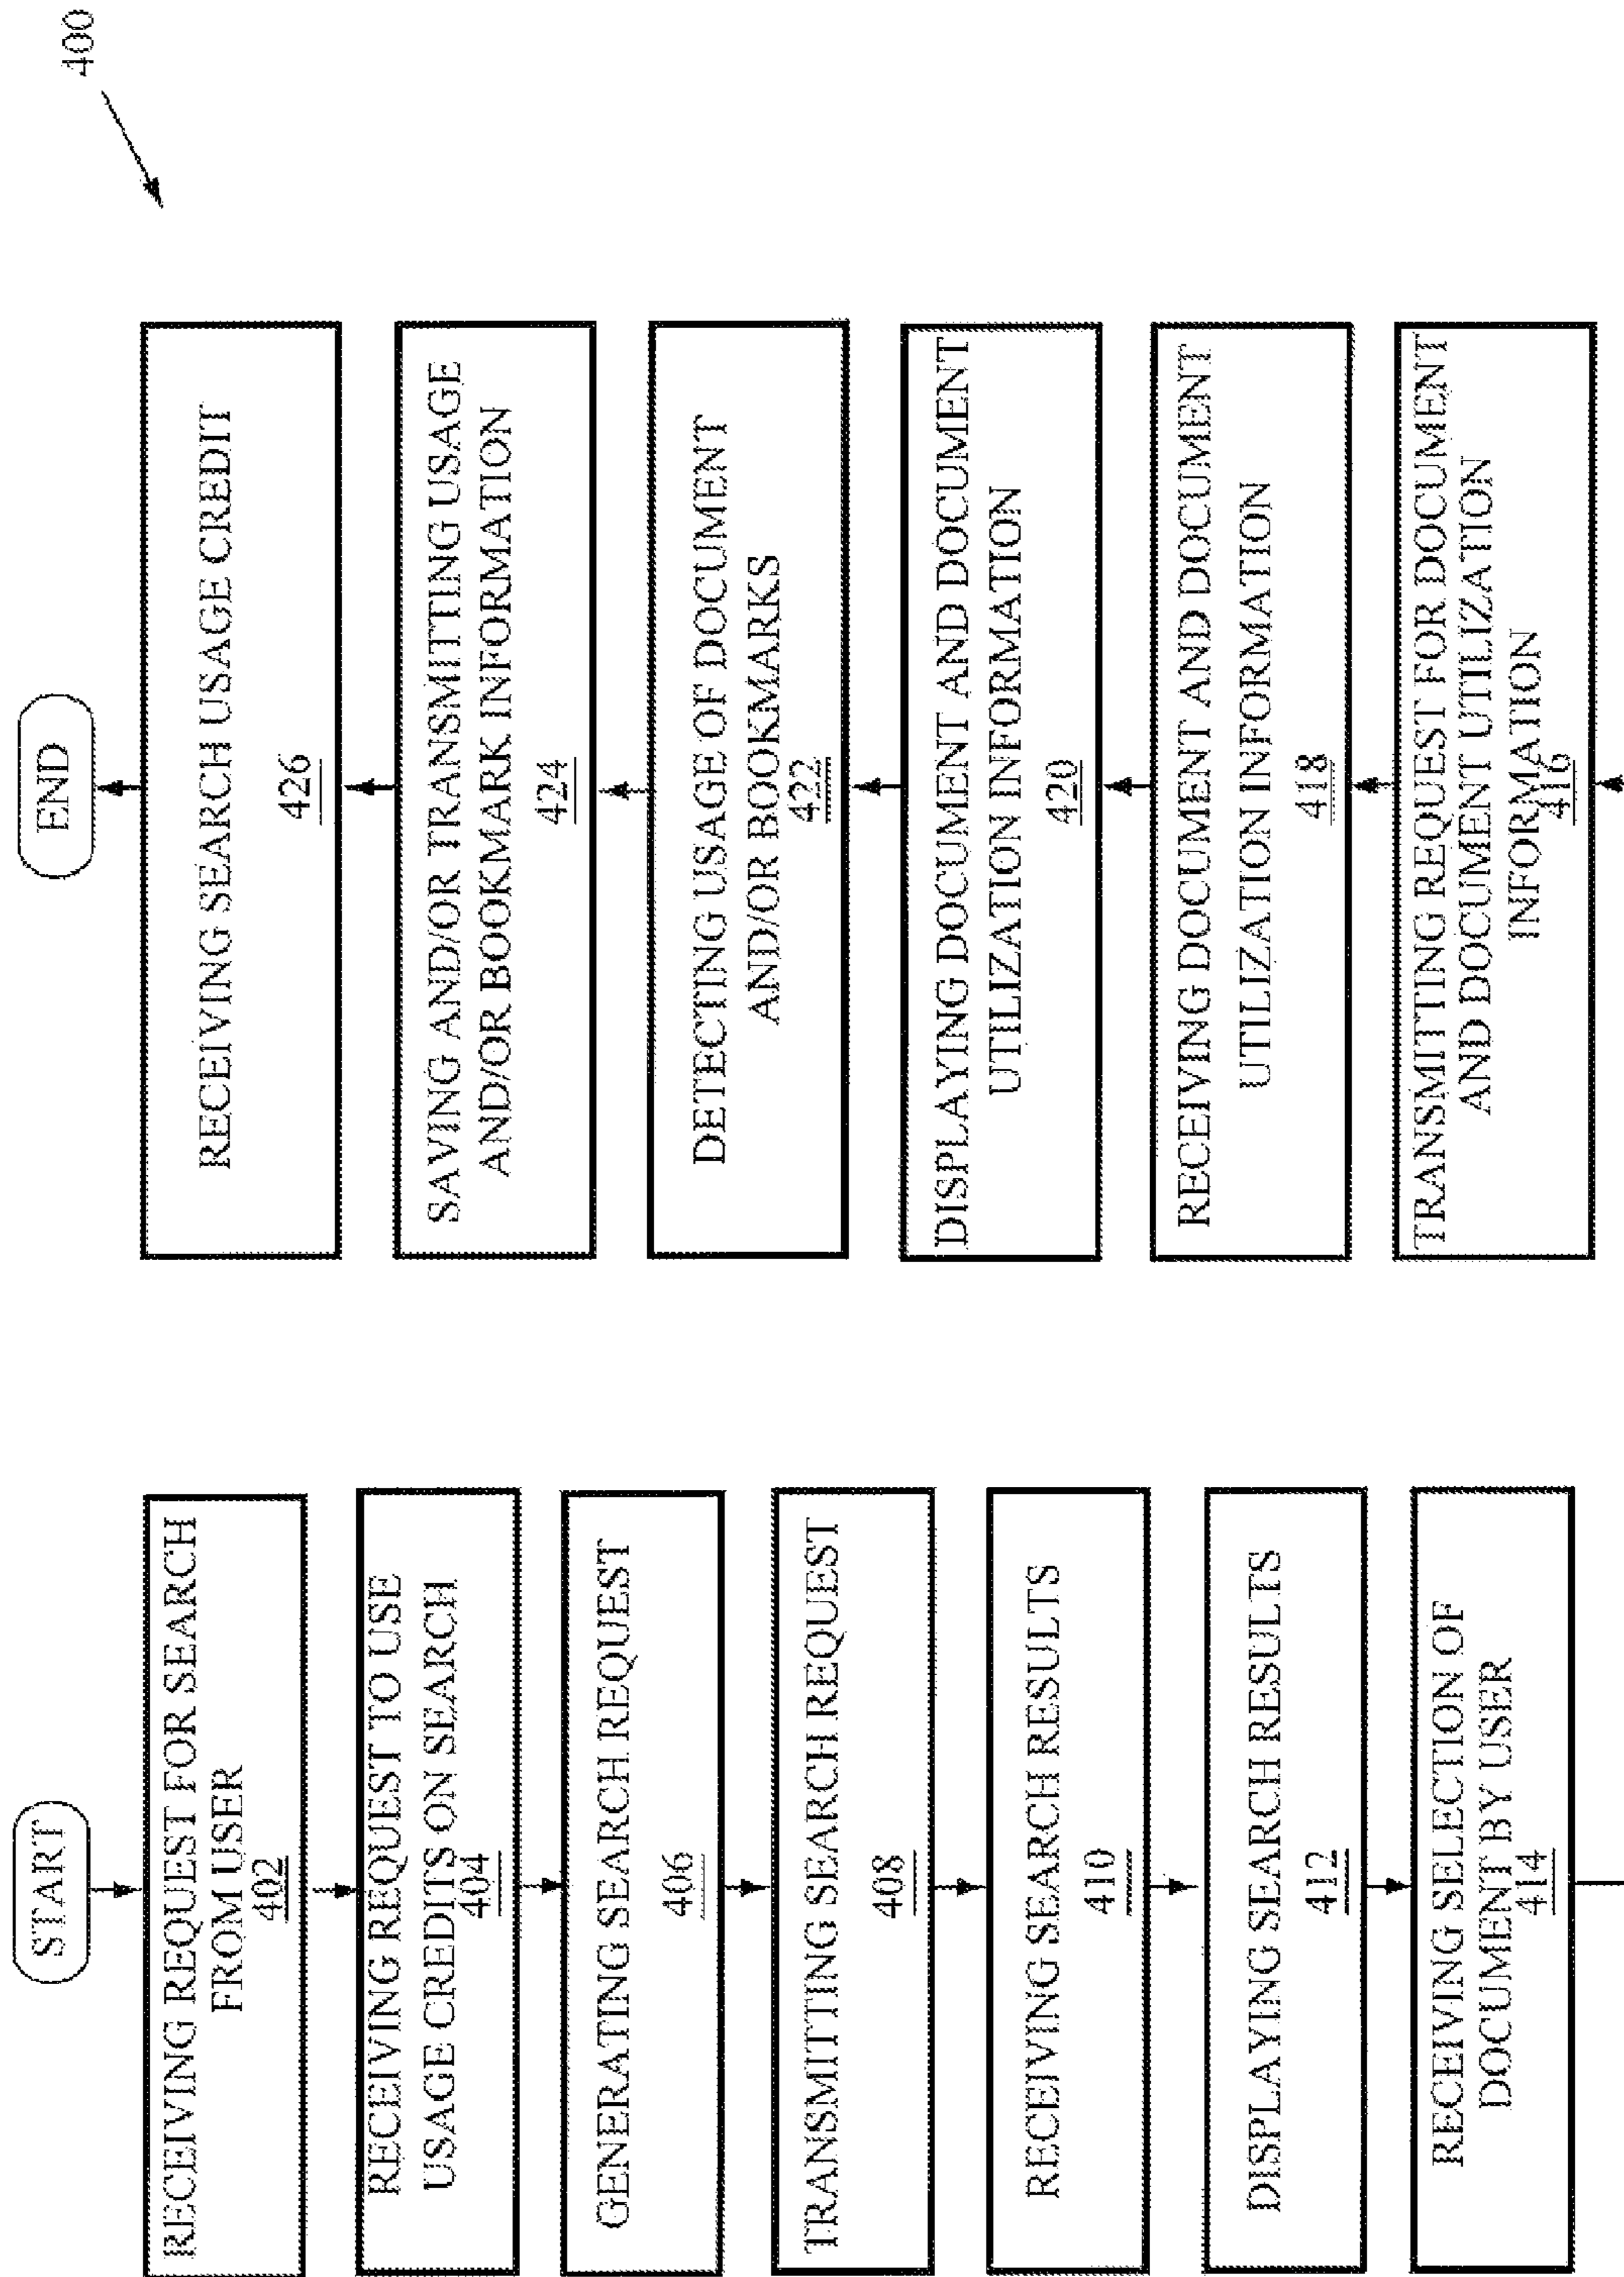 400
START
RECEIVING REQUEST FOR SEARCH
FROM USER
402
RECEIVING REQUEST TO USE
USAGE CREDITS ON SEARCH
404
GENERATING SEARCH REQUEST
406
TRANSMITTING SEARCH REQUEST
408
RECEIVING SEARCH RESULTS
410
DISPLAYING SEARCH RESULTS
412
RECEIVING SELECTION OF
DOCUMENT BY USER
414
END
RECEIVING SEARCH USAGE CREDIT
426
SAVING AND/OR TRANSMITTING USAGE
AND/OR BOOKMARK INFORMATION
424
DETECTING USAGE OF DOCUMENT
AND/OR BOOKMARKS
422
DISPLAYING DOCUMENT AND DOCUMENT
UTILIZATION INFORMATION
420
RECEIVING DOCUMENT AND DOCUMENT
UTILIZATION INFORMATION
418
TRANSMITTING REQUEST FOR DOCUMENT
AND DOCUMENT UTILIZATION
INFORMATION
416